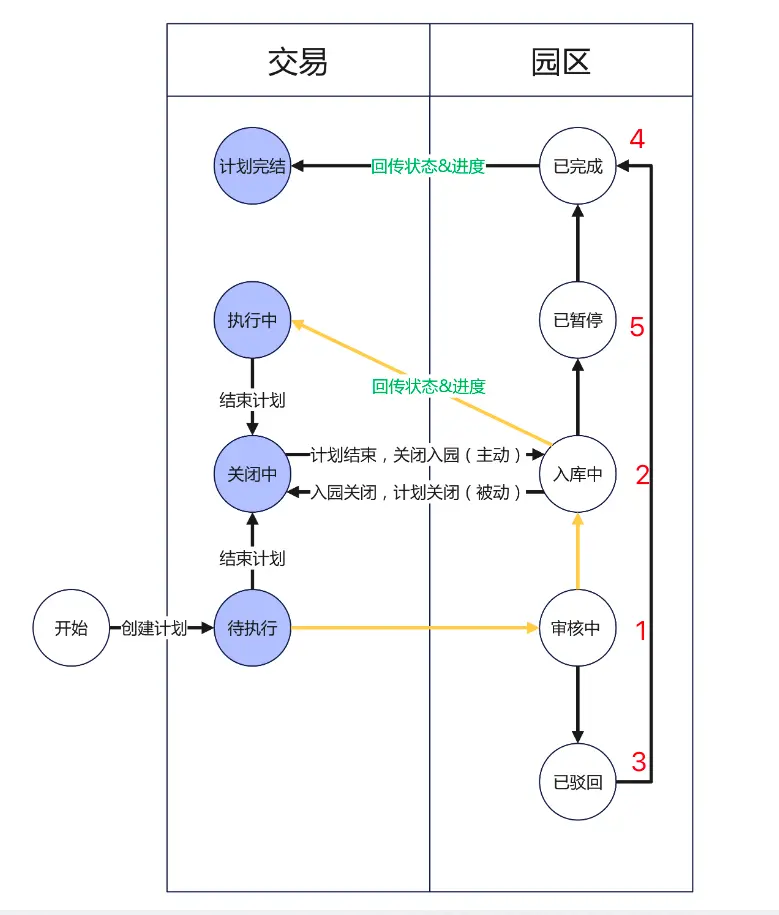 交易
园区
4
计划完结
回传状态&进度
已完成
执行中
已暂停
5
回传状态&进度
结束计划
关闭中
计划结束，关闭入园（主动）
入园关闭，计划关闭（被动）
入库中
2
结束计划
开始
创建计划
待执行
审核中
1
3
已驳回